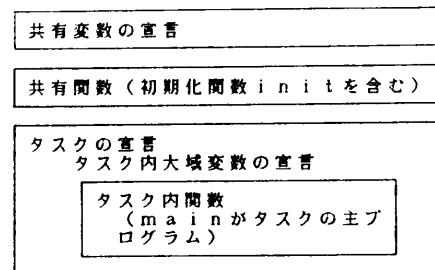 共有変数の宣言
共有関数（初期化関数ｉｎｉｔを含む）
タスクの宣言
タスク内大域変数の宣言
タスク内関数
（ｍａｉｎがタスクの主プ
ログラム）